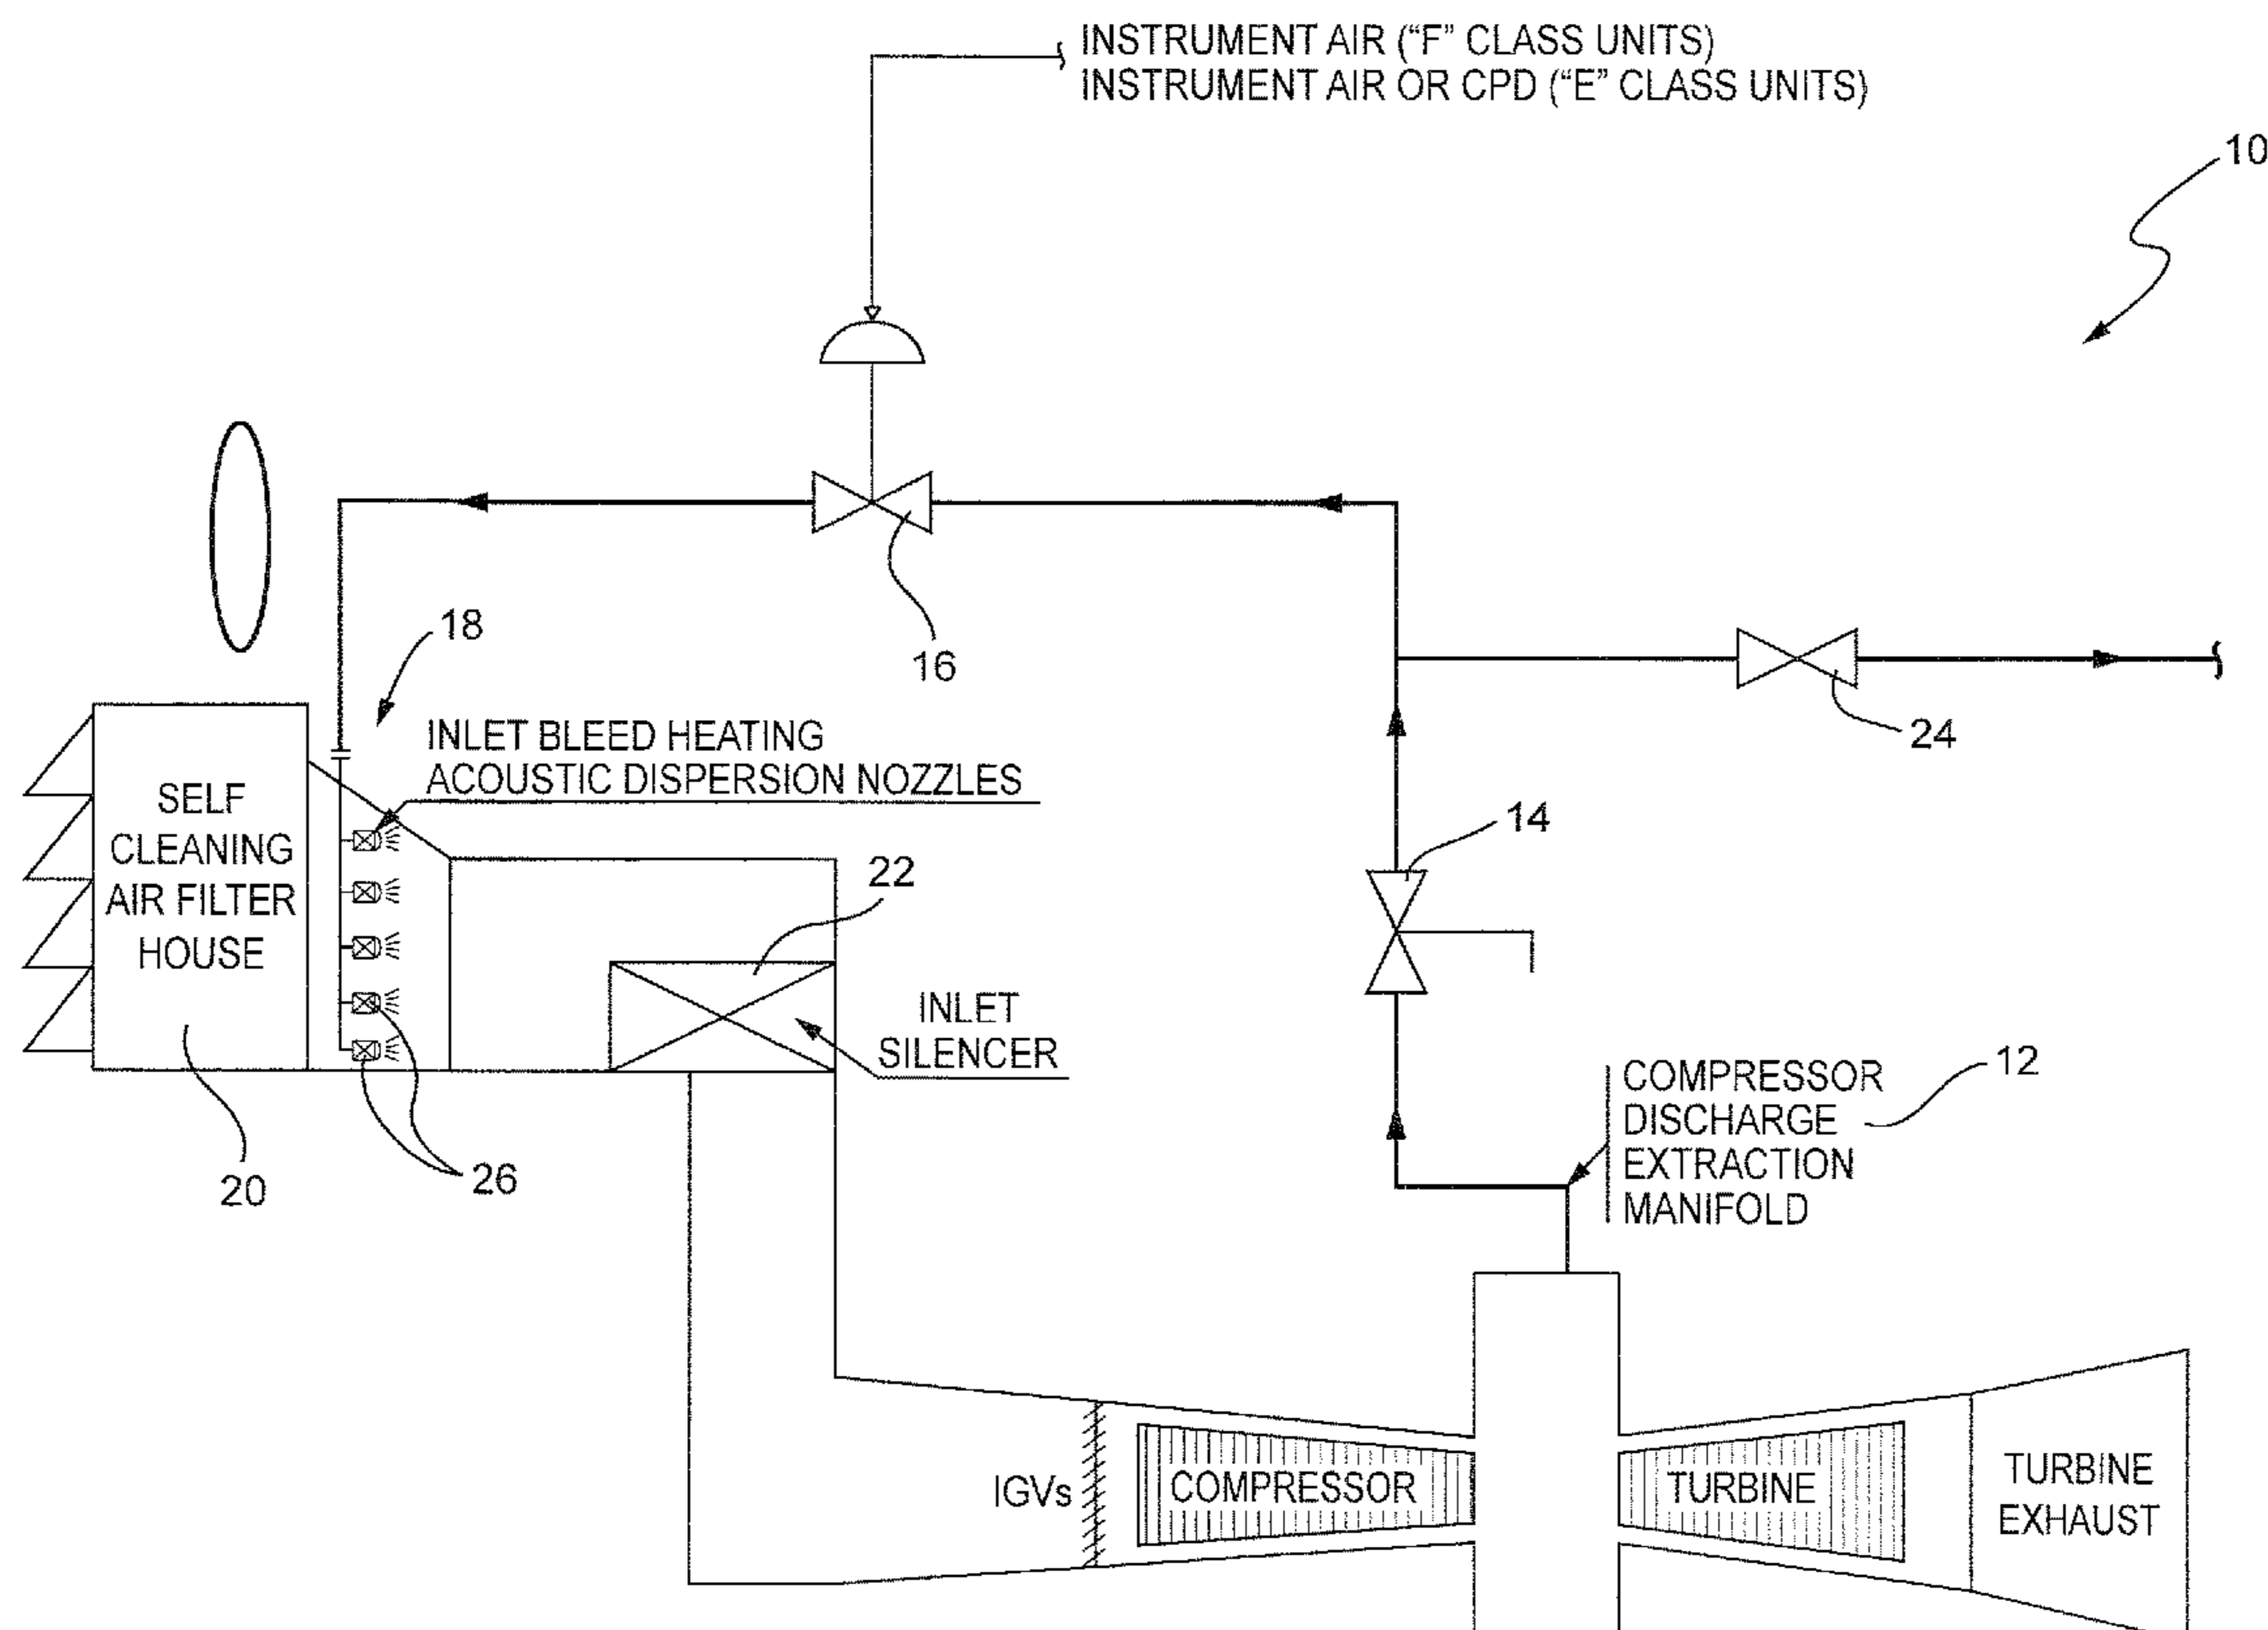 INSTRUMENT AIR (“F” CLASS UNITS)
INSTRUMENT AIR OR CPD (“E” CLASS UNITS)
10
18
16
24
INLET BLEED HEATING
ACOUSTIC DISPERSION NOZZLES
SELF
CLEANING
AIR FILTER
HOUSE
14
22
INLET
SILENCER
20
26
COMPRESSOR
DISCHARGE
EXTRACTION
MANIFOLD
12
IGVs
COMPRESSOR
TURBINE
TURBINE
EXHAUST